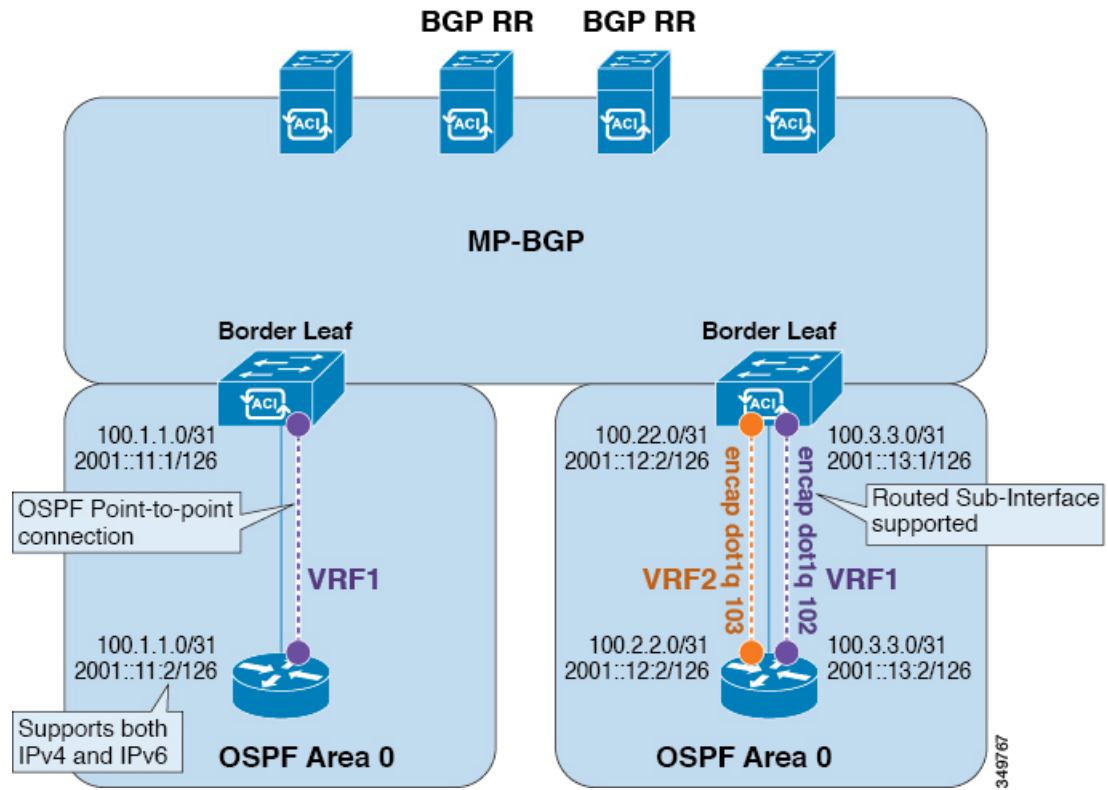 BGP RR
BGP RR
ACI
ACI
ACI
ACI
MP-BGP
Border Leaf
Border Leaf
ACI
ACI
100.1.1.0/31
2001::11:1/126
100.22.0/31
2001::12:2/126
100.3.3.0/31
2001::13:1/126
OSPF Point-to-point
connection
Routed Sub-Interface
supported
encap dot1q 103
encap dot1q 102
VRF1
VRF2
VRF1
100.1.1.0/31
2001::11:2/126
100.2.2.0/31
2001::12:2/126
100.3.3.0/31
2001::13:2/126
Supports both
IPv4 and IPv6
OSPF Area 0
OSPF Area 0
349767